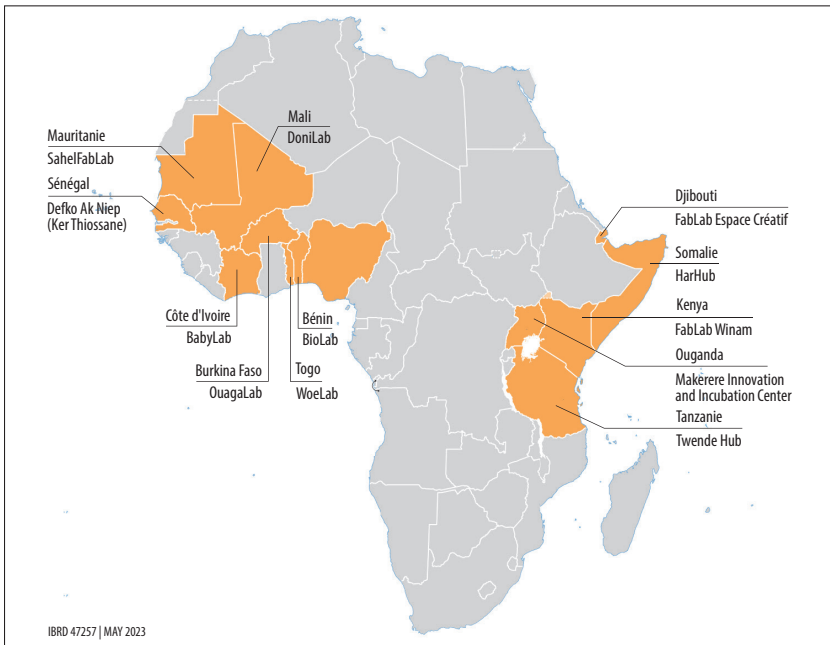 Mauritanie
SahelFabLab
Sénégal
Defko Ak Niep
(Ker Thiossane)
Mali
DoniLab
Côte d'Ivoire
BabyLab
Burkina Faso
OuagaLab
Togo
WoeLab
Bénin
BioLab
Djibouti
FabLab Espace Créatif
Somalie
HarHub
Kenya
FabLab Winam
Ouganda
Makerere Innovation
and Incubation Center
Tanzanie
Twende Hub
IBRD 47257 | MAY 2023